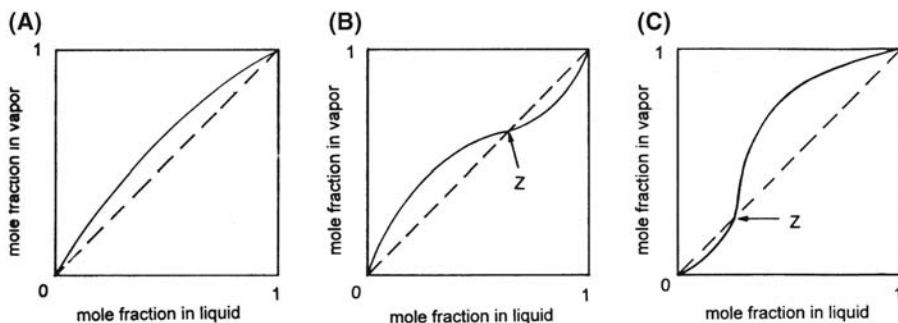 (A)
1
mole fraction in vapor
0
1
mole fraction in liquid
(B)
1
mole fraction in vapor
Z
0
1
mole fraction in liquid
(C)
1
mole fraction in vapor
Z
0
1
mole fraction in liquid